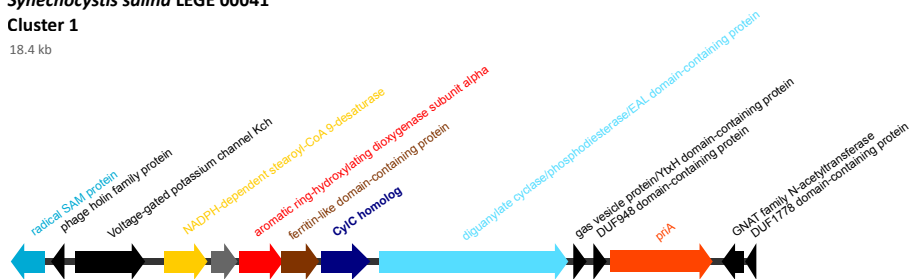 Synechocystis salina LEGE 00041
Cluster 1
18.4 kb
radical SAM protein
phage holin family protein
Voltage-gated potassium channel Kch
NADPH-dependent stearoyl-CoA 9-desaturase
aromatic ring-hydroxylating dioxygenase subunit alpha
ferritin-like domain-containing protein
CylC homolog
diguanylate cyclase/phosphodiesterase/EAL domain-containing protein
gas vesicle protein/YtxH domain-containing protein
DUF948 domain-containing protein
priA
GNAT family N-acetyltransferase
DUF1778 domain-containing protein